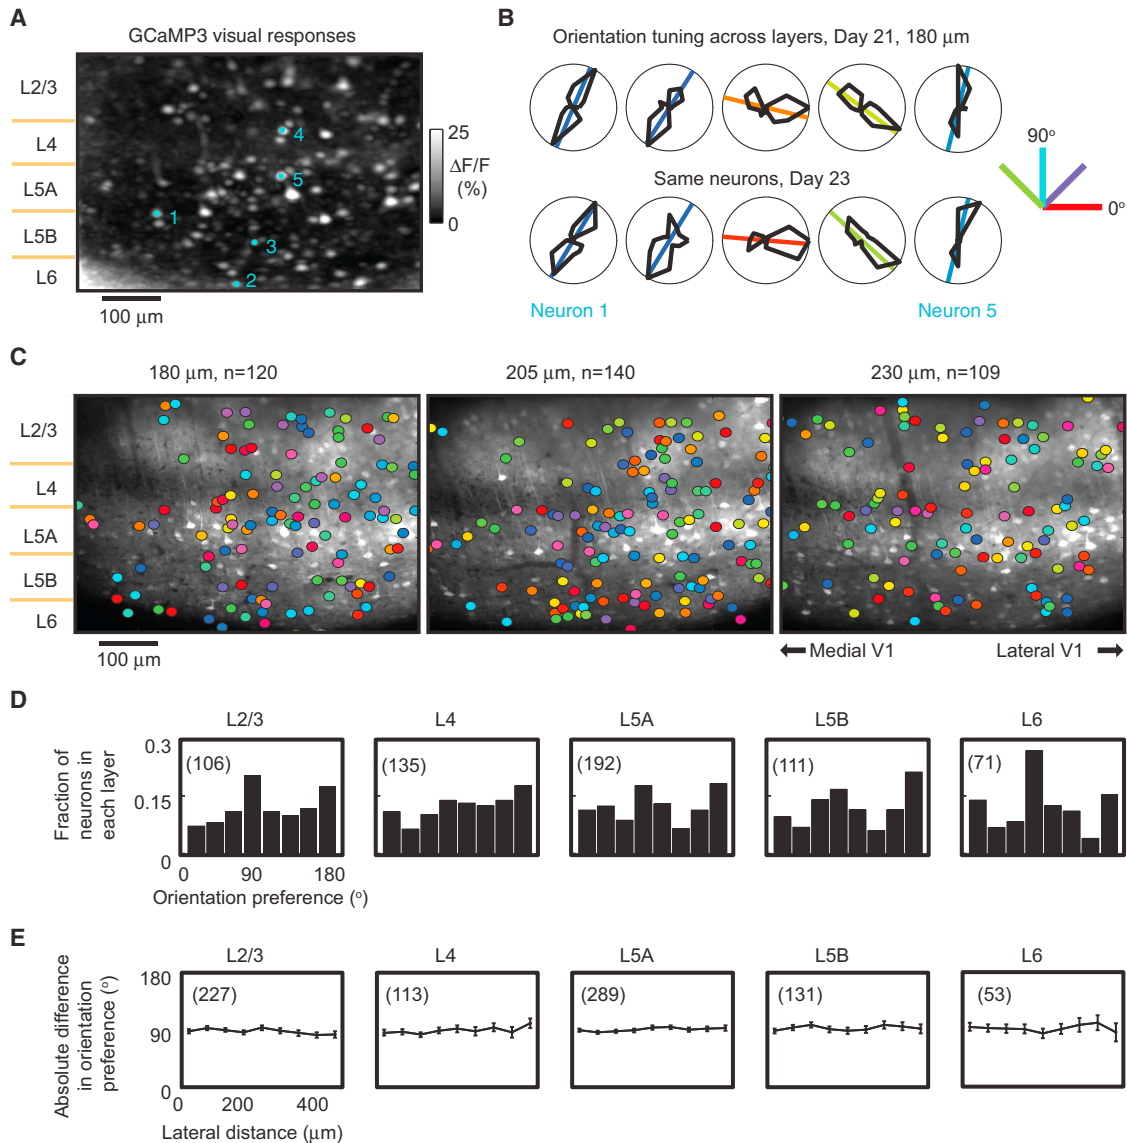 A
GCaMP3 visual responses
L2/3
L4
L5A
L5B
L6
4
5
1
3
2
25
ΔF/F
(%)
0
100 μm
B
Orientation tuning across layers, Day 21, 180 μm
Same neurons, Day 23
90°
0°
Neuron 1
Neuron 5
C
180 μm, n=120
205 μm, n=140
230 μm, n=109
L2/3
L4
L5A
L5B
L6
100 μm
Medial V1
Lateral V1
D
L2/3
L4
L5A
L5B
L6
Fraction of
neurons in
each layer
0.3
0.15
0
(106)
(135)
(192)
(111)
(71)
0
90
180
Orientation preference (°)
E
L2/3
L4
L5A
L5B
L6
Absolute difference
in orientation
preference (°)
180
90
0
(227)
(113)
(289)
(131)
(53)
0
200
400
Lateral distance (μm)